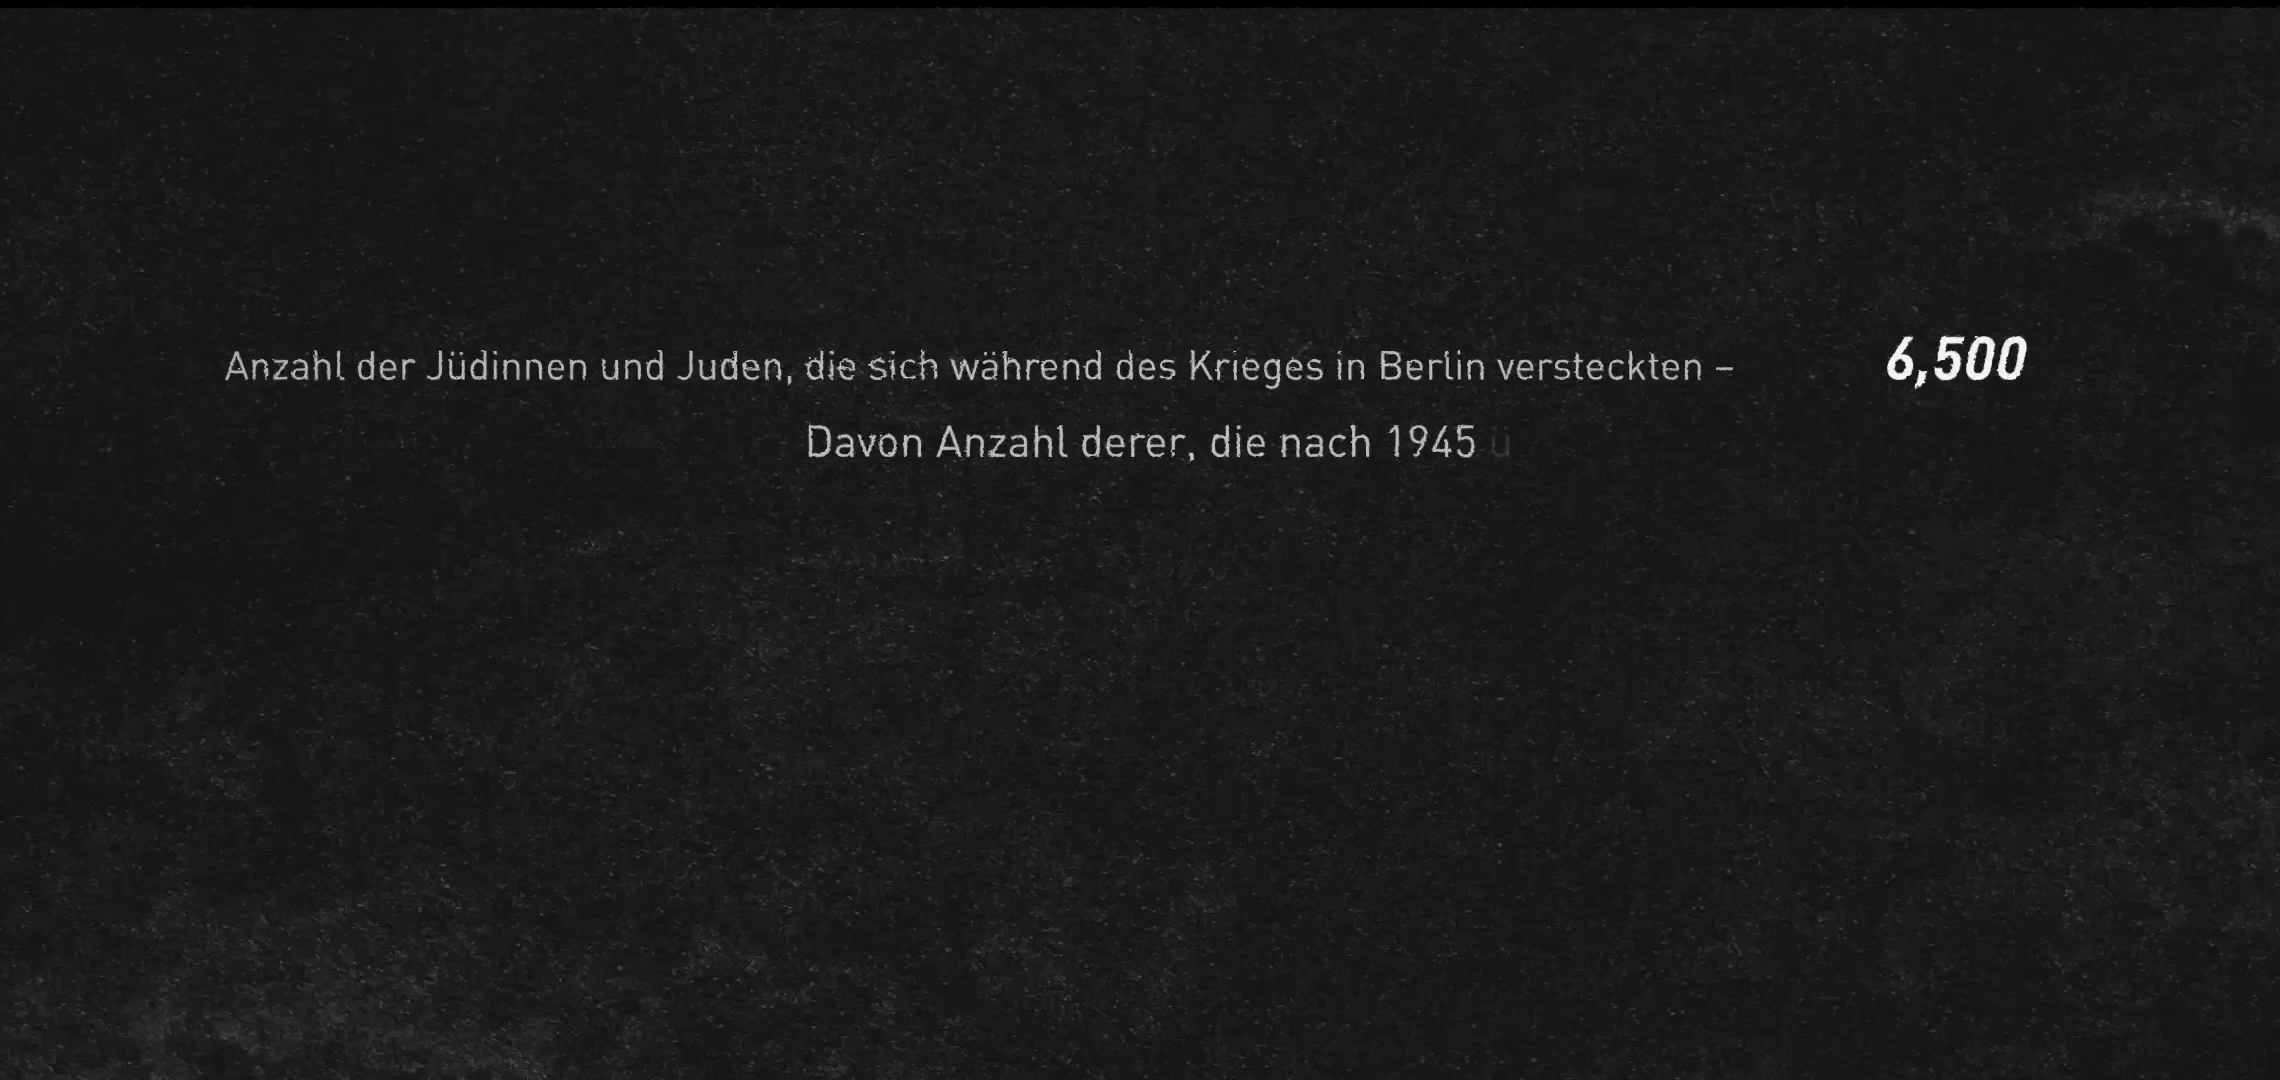 Anzahl der Jüdinnen und Juden, die sich während des Krieges in Berlin versteckten – 6,500
Davon Anzahl derer, die nach 1945 ü